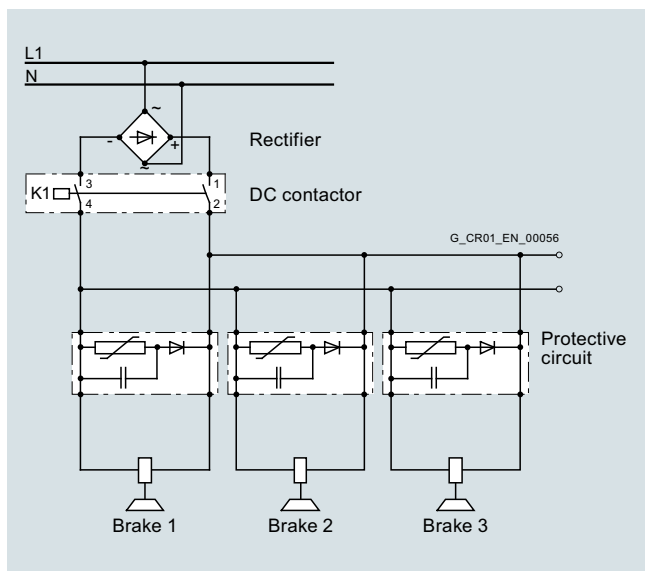 L1
N
~
- +
~
Rectifier
K1
3 1
4 2
DC contactor
G_CR01_EN_00056
Protective
circuit
Brake 1 Brake 2 Brake 3